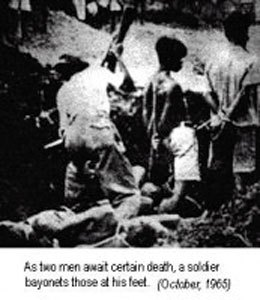 As two men await certain death, a soldier
bayonets those at his feet. (October, 1965)